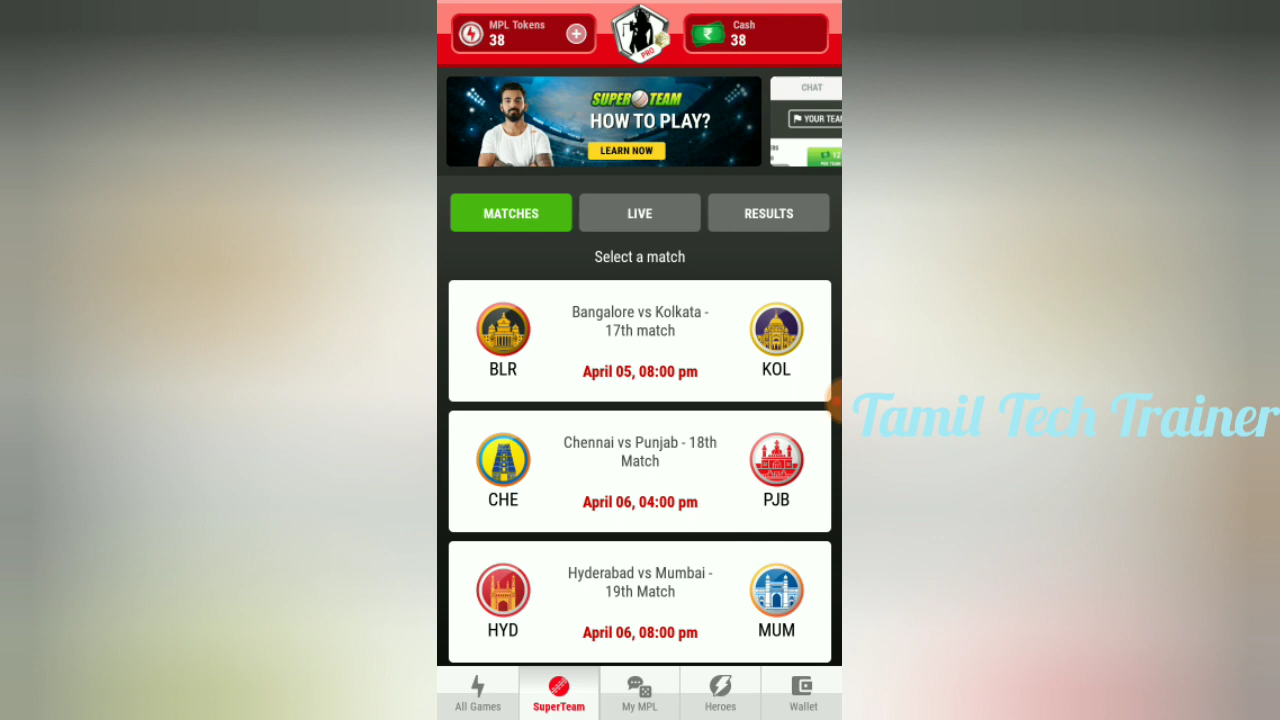 MPL Tokens
38
PRO
Cash
38
SUPER TEAM
HOW TO PLAY?
LEARN NOW
CHAT
YOUR TEA
12
MATCHES
LIVE
RESULTS
Select a match
Bangalore vs Kolkata -
17th match
BLR
April 05, 08:00 pm
KOL
Tamil Tech Trainer
Chennai vs Punjab - 18th
Match
CHE
April 06, 04:00 pm
PJB
Hyderabad vs Mumbai -
19th Match
HYD
April 06, 08:00 pm
MUM
All Games
SuperTeam
My MPL
Heroes
Wallet